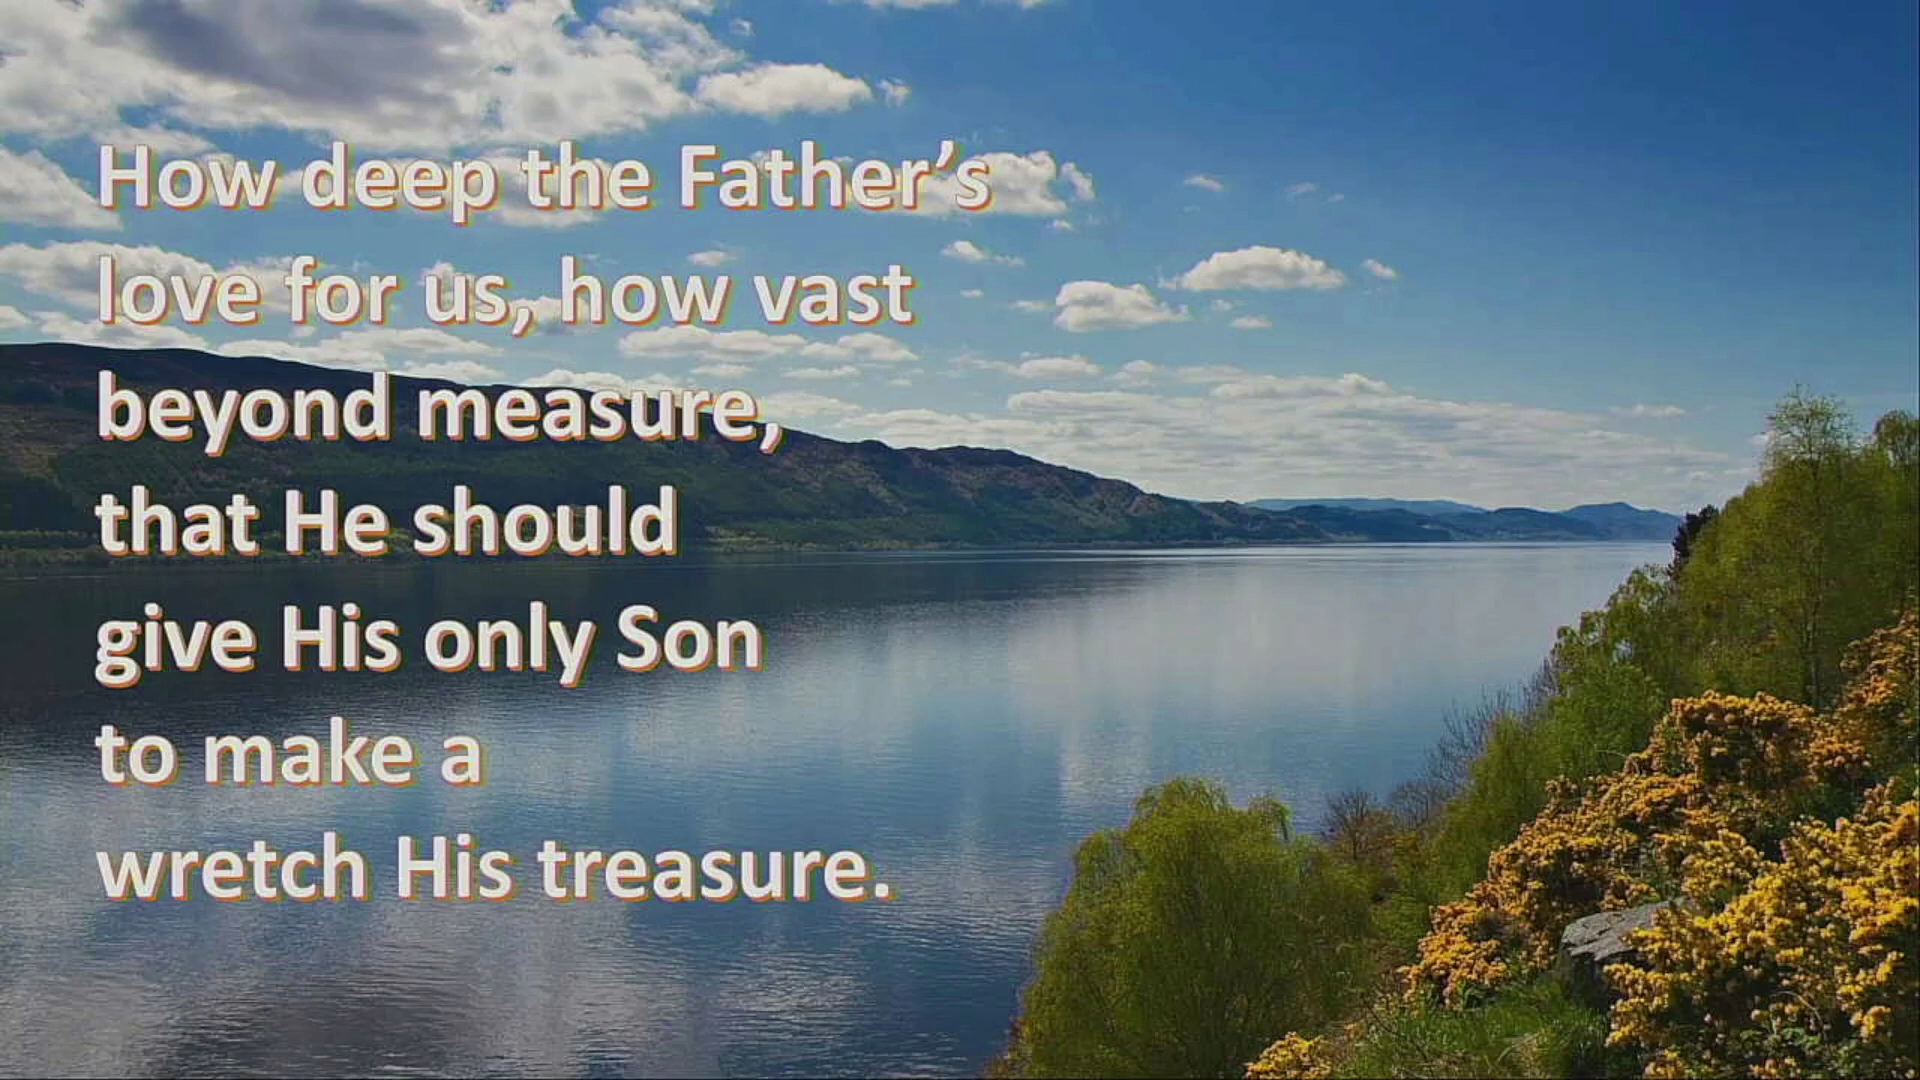 How deep the Father’s
love for us, how vast
beyond measure,
that He should
give His only Son
to make a
wretch His treasure.